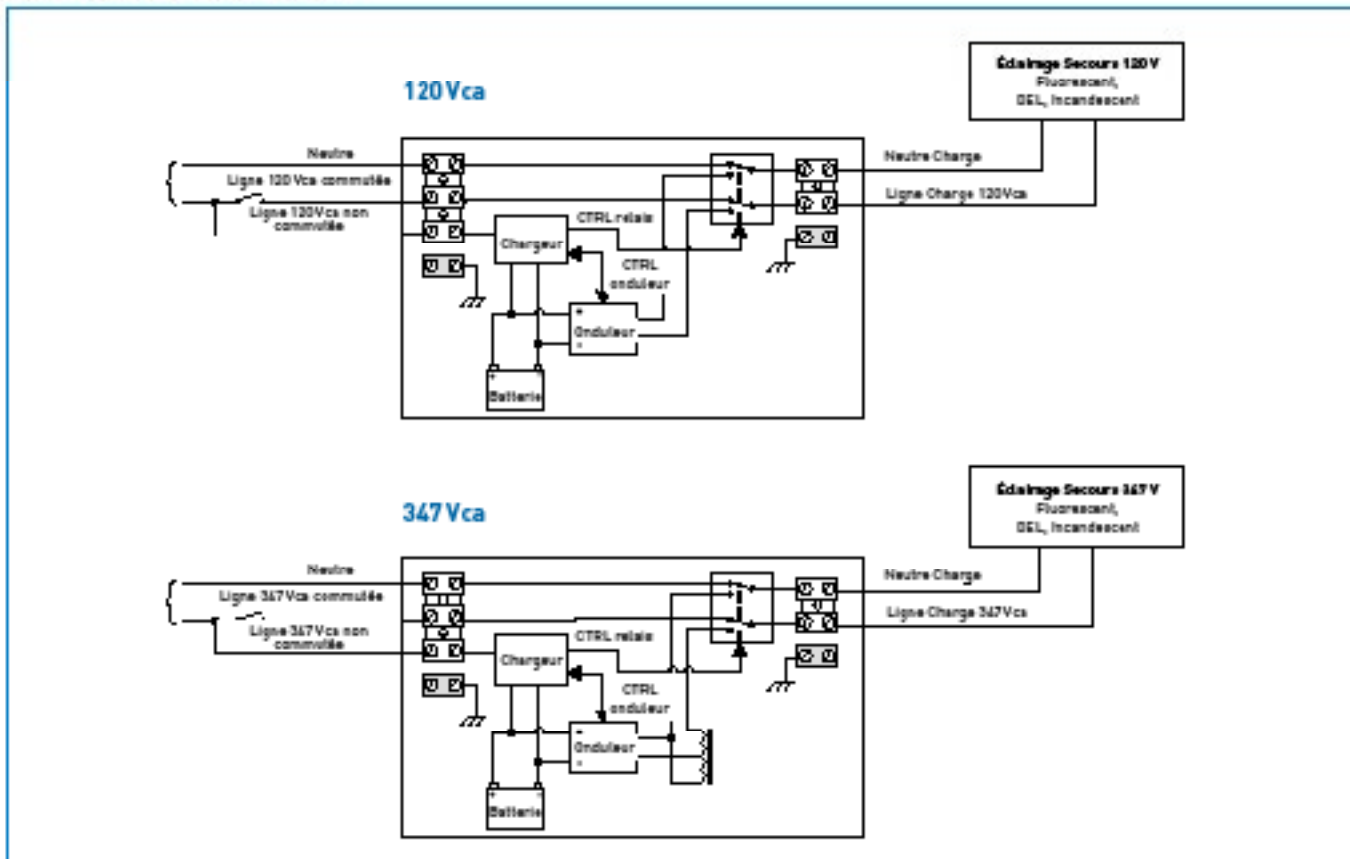 120 Vca
Éclairage Secours 120 V
Fluorescent,
DEL, Incandescent
Neutre
Ligne 120 Vca commutée
Ligne 120 Vca non
commutée
Neutre Charge
Ligne Charge 120 Vca
CTRL relais
Chargeur
CTRL
onduleur
+
Onduleur
-
+ -
Batterie
347 Vca
Éclairage Secours 347 V
Fluorescent,
DEL, Incandescent
Neutre
Ligne 347 Vca commutée
Ligne 347 Vca non
commutée
Neutre Charge
Ligne Charge 347 Vca
CTRL relais
Chargeur
CTRL
onduleur
+
Onduleur
-
+ -
Batterie